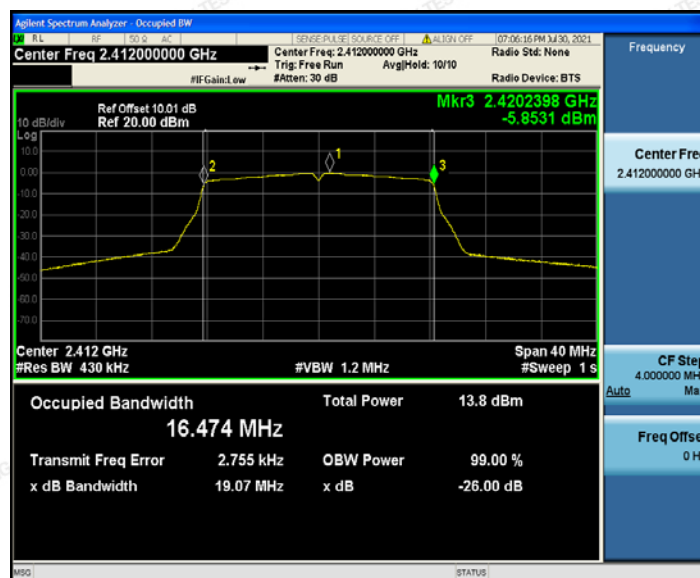 Agilent Spectrum Analyzer - Occupied BW
RL RF 50 Ω AC SENSE:PULSE SOURCE OFF ALIGN OFF 07:06:16 PM Jul 30, 2021
Center Freq 2.412000000 GHz
Center Freq: 2.412000000 GHz
Radio Std: None
Trig: Free Run
Avg|Hold: 10/10
#IFGain:Low
#Atten: 30 dB
Radio Device: BTS
Frequency
Ref Offset 10.01 dB
Mkr3 2.4202398 GHz
10 dB/div
Ref 20.00 dBm
-5.8531 dBm
Log
10.0
0.00
-10.0
-20.0
-30.0
-40.0
-50.0
-60.0
-70.0
2
1
3
Center 2.412 GHz
Span 40 MHz
#Res BW 430 kHz
#VBW 1.2 MHz
#Sweep 1 s
Occupied Bandwidth
Total Power 13.8 dBm
16.474 MHz
Transmit Freq Error 2.755 kHz
OBW Power 99.00 %
x dB Bandwidth 19.07 MHz
x dB -26.00 dB
Center Fre
2.412000000 GH
CF Ste
4.000000 MH
Auto Ma
Freq Offse
0 H
MSG
STATUS